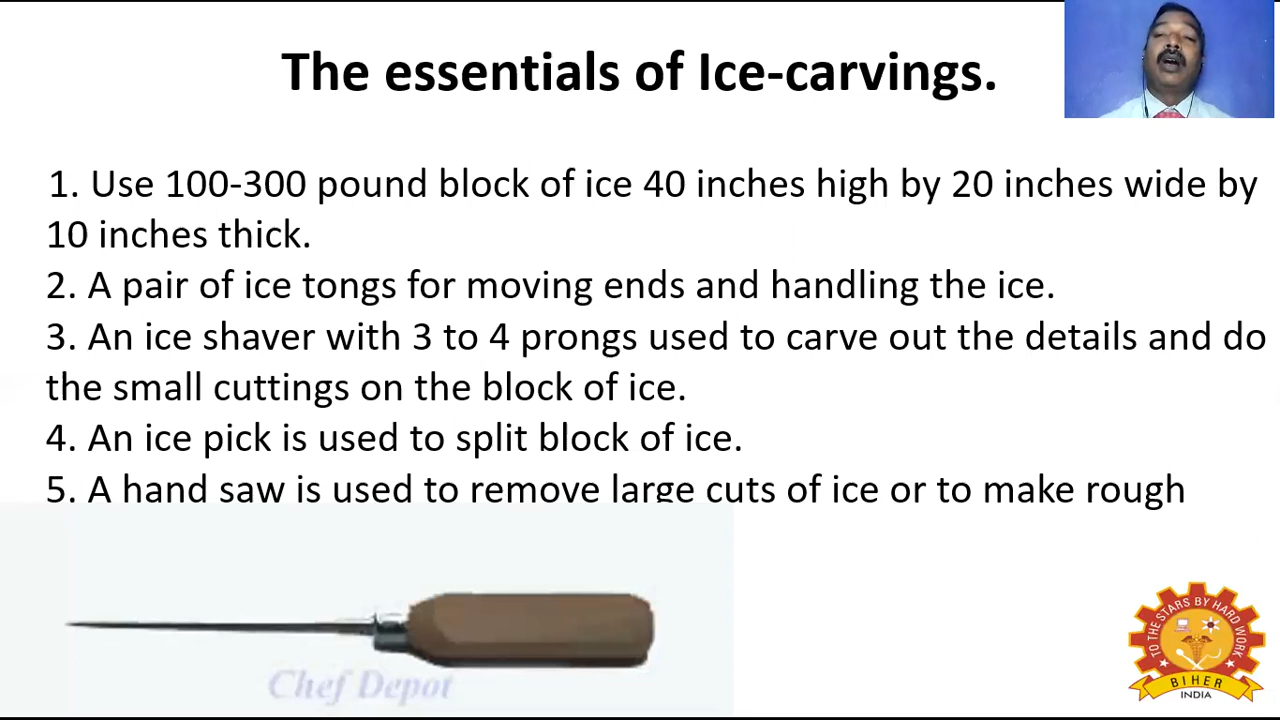 The essentials of Ice-carvings.
1. Use 100-300 pound block of ice 40 inches high by 20 inches wide by
10 inches thick.
2. A pair of ice tongs for moving ends and handling the ice.
3. An ice shaver with 3 to 4 prongs used to carve out the details and do
the small cuttings on the block of ice.
4. An ice pick is used to split block of ice.
5. A hand saw is used to remove large cuts of ice or to make rough
Chef Depot
TO THE STARS BY HARD WORK
BIHER
INDIA